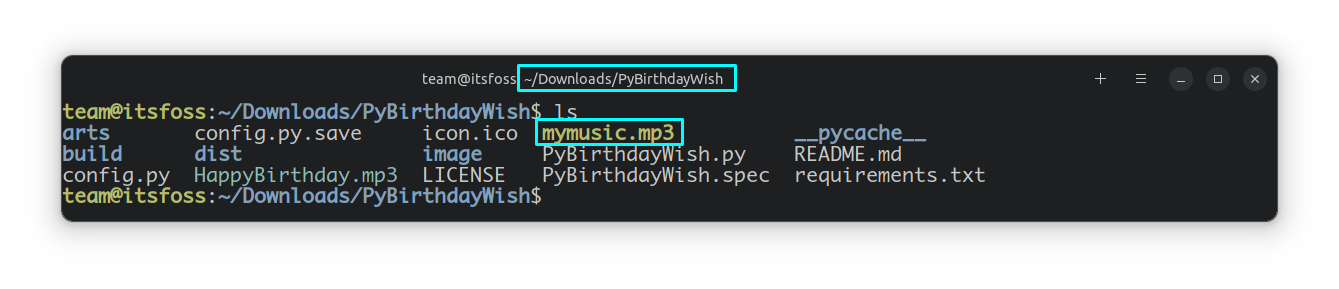 team@itsfoss: ~/Downloads/PyBirthdayWish
team@itsfoss:~/Downloads/PyBirthdayWish$ ls
arts config.py.save icon.ico mymusic.mp3 __pycache__
build dist image PyBirthdayWish.py README.md
config.py HappyBirthday.mp3 LICENSE PyBirthdayWish.spec requirements.txt
team@itsfoss:~/Downloads/PyBirthdayWish$